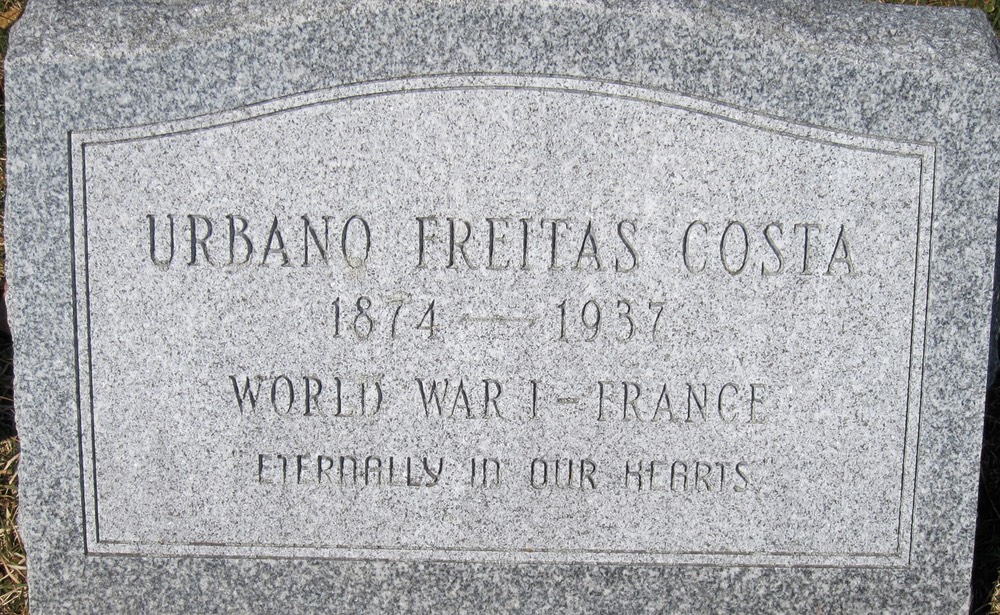 URBANO FREITAS COSTA
1874 — 1937
WORLD WAR I – FRANCE
"ETERNALLY IN OUR HEARTS."